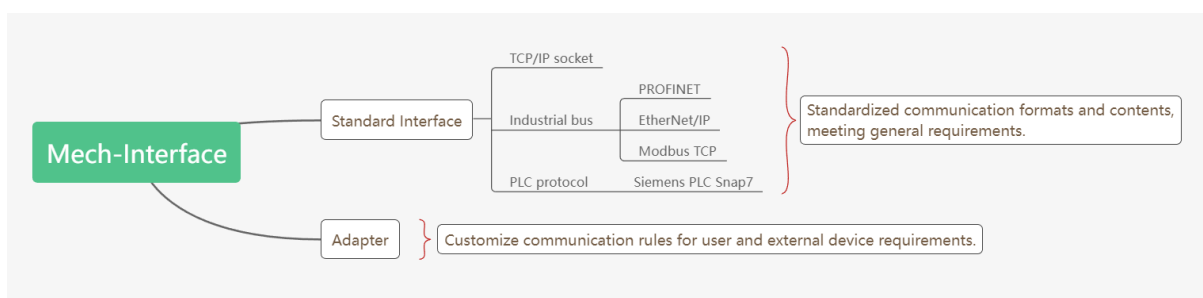 Mech-Interface
Standard Interface
TCP/IP socket
Industrial bus
PROFINET
EtherNet/IP
Modbus TCP
PLC protocol
Siemens PLC Snap7
Standardized communication formats and contents,
meeting general requirements.
Adapter
Customize communication rules for user and external device requirements.